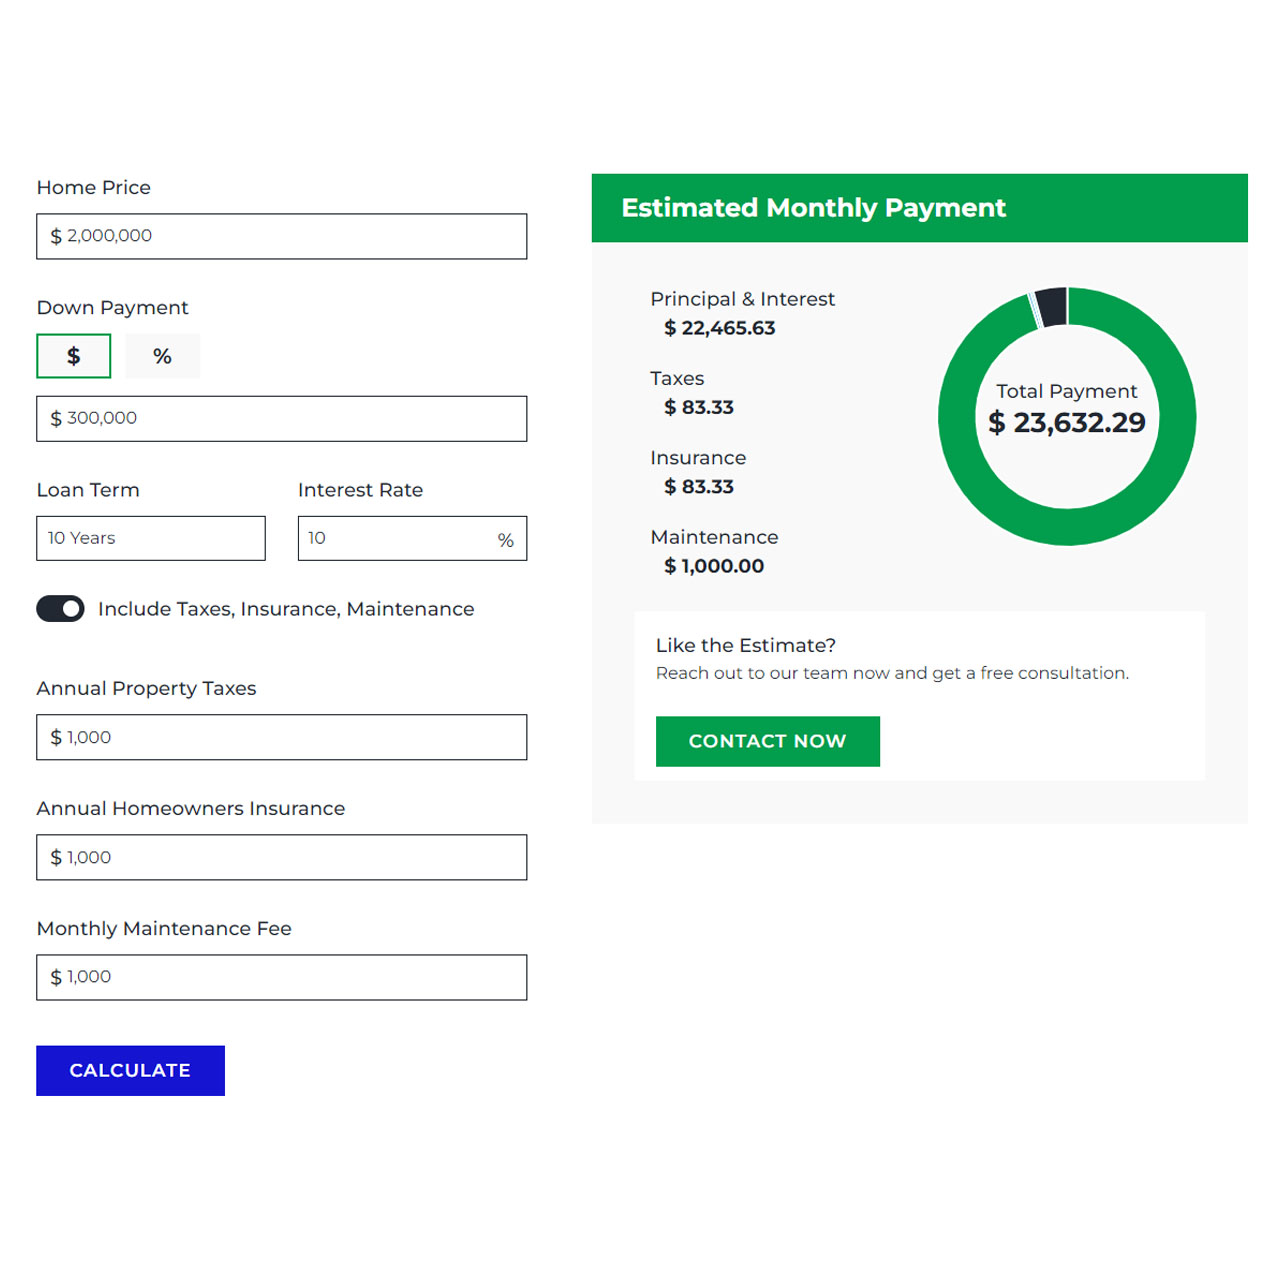 Home Price
$ 2,000,000
Down Payment
$ %
$ 300,000
Loan Term Interest Rate
10 Years 10 %
Include Taxes, Insurance, Maintenance
Annual Property Taxes
$ 1,000
Annual Homeowners Insurance
$ 1,000
Monthly Maintenance Fee
$ 1,000
CALCULATE
Estimated Monthly Payment
Principal & Interest
$ 22,465.63
Taxes
$ 83.33
Insurance
$ 83.33
Maintenance
$ 1,000.00
Total Payment
$ 23,632.29
Like the Estimate?
Reach out to our team now and get a free consultation.
CONTACT NOW